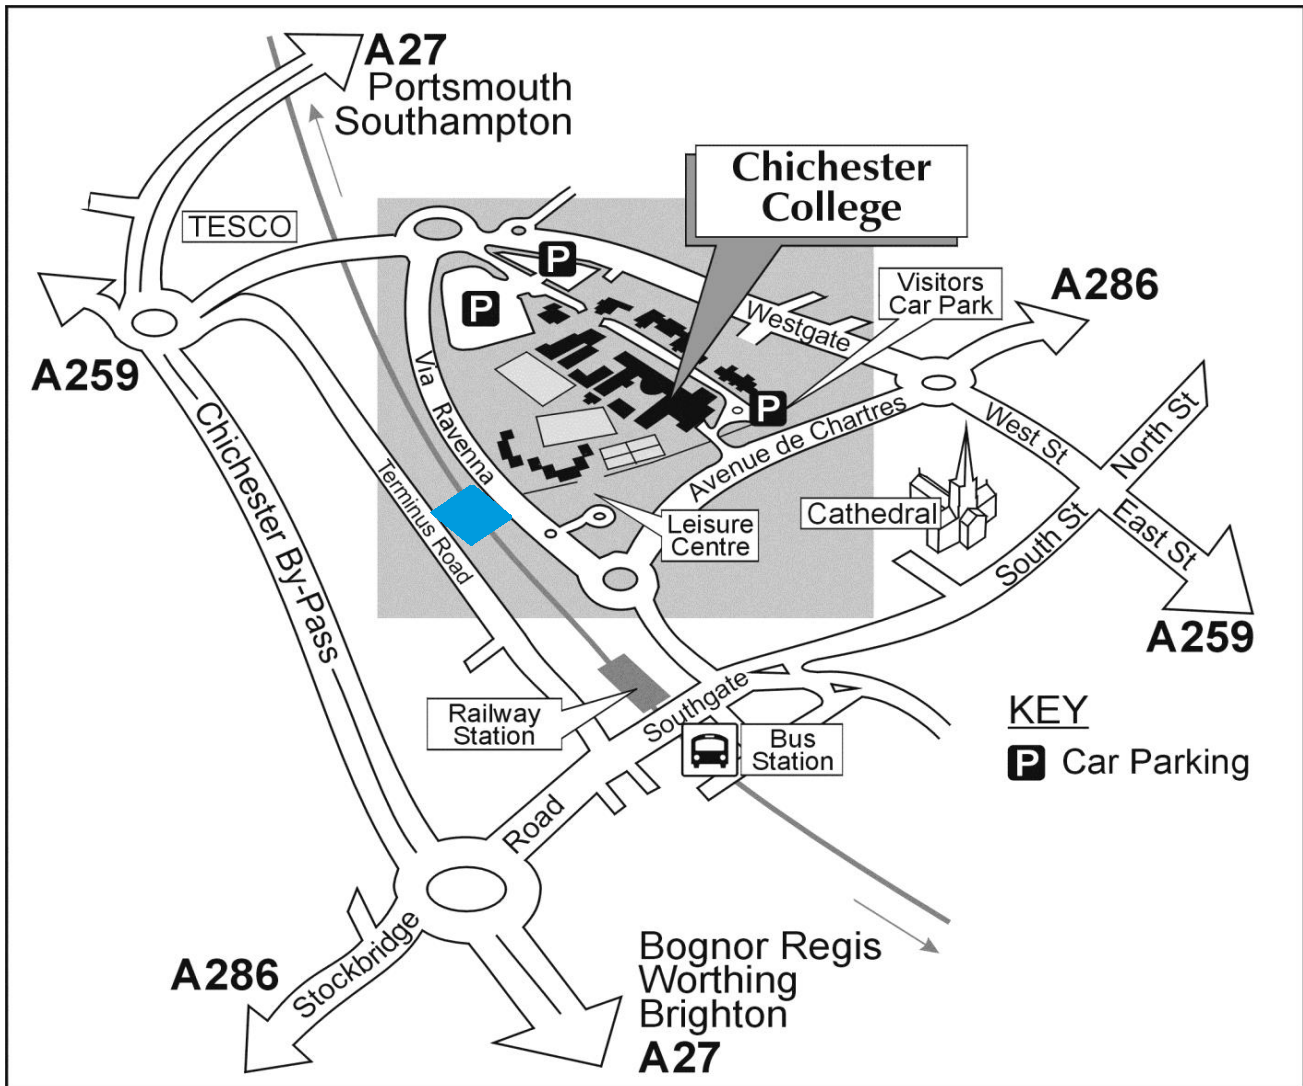 A27
Portsmouth
Southampton
Chichester
College
TESCO
P
Visitors
Car Park
A286
P
Westgate
A259
Via Ravenna
P
Avenue de Chartres
West St
North St
Chichester By-Pass
Terminus Road
Leisure
Centre
Cathedral
South St
East St
A259
Railway
Station
Southgate
Bus
Station
KEY
P Car Parking
Road
Stockbridge
A286
Bognor Regis
Worthing
Brighton
A27